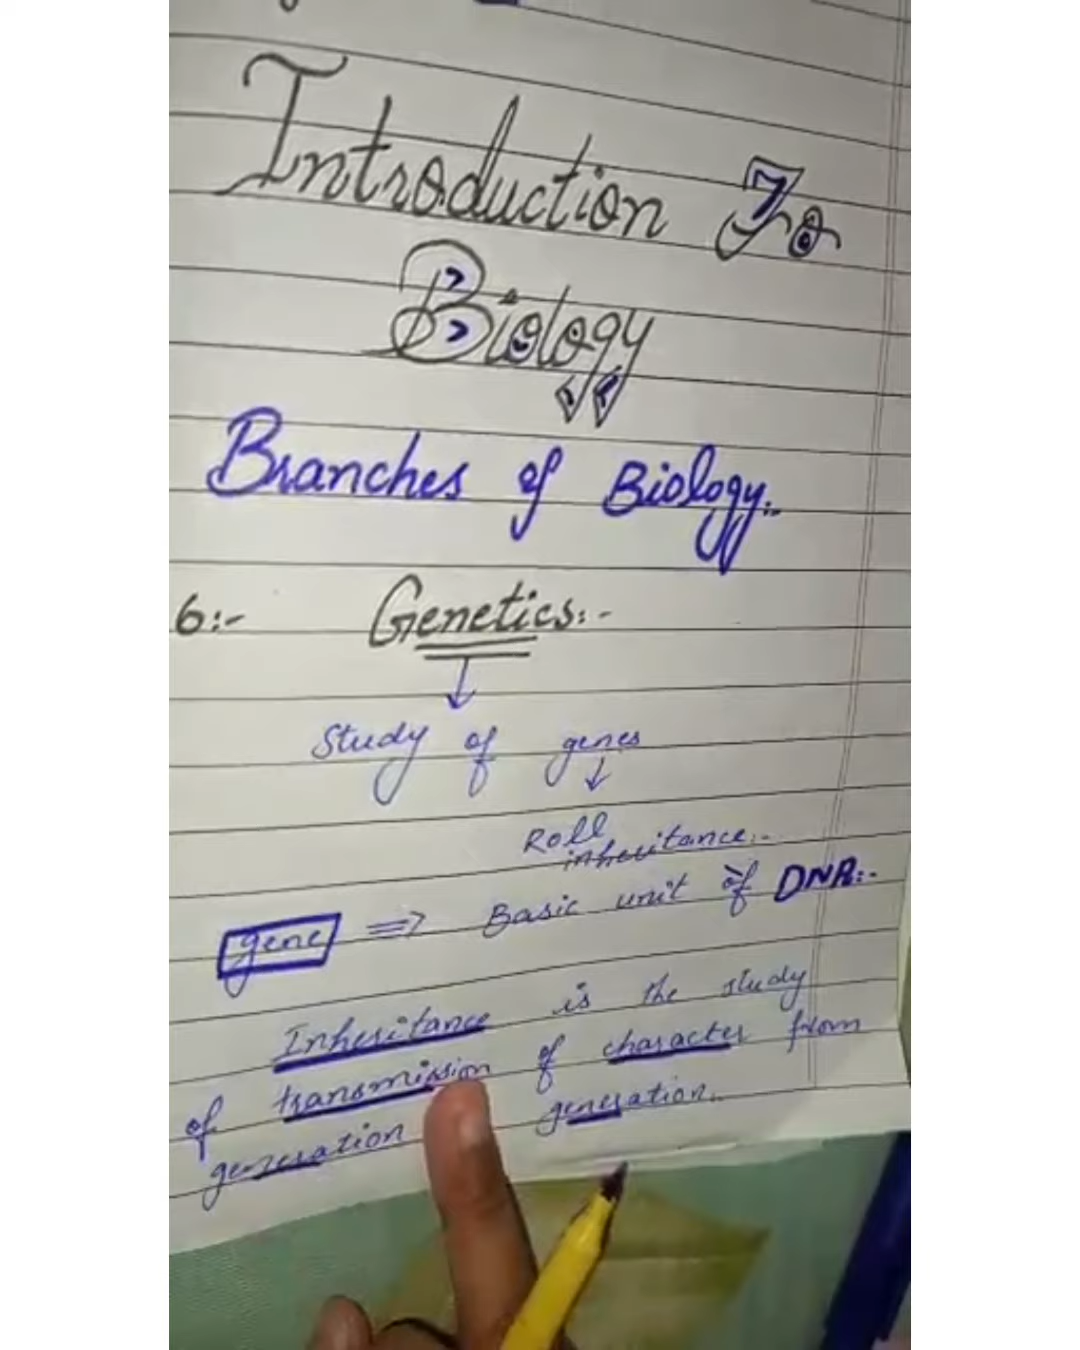 Introduction To
Biology
Branches of Biology:-
6:- Genetics:-
Study of genes
Roll
inheritance:-
gene => Basic unit of DNA:-
Inheritance is the study
of transmission of character from
generation generation.